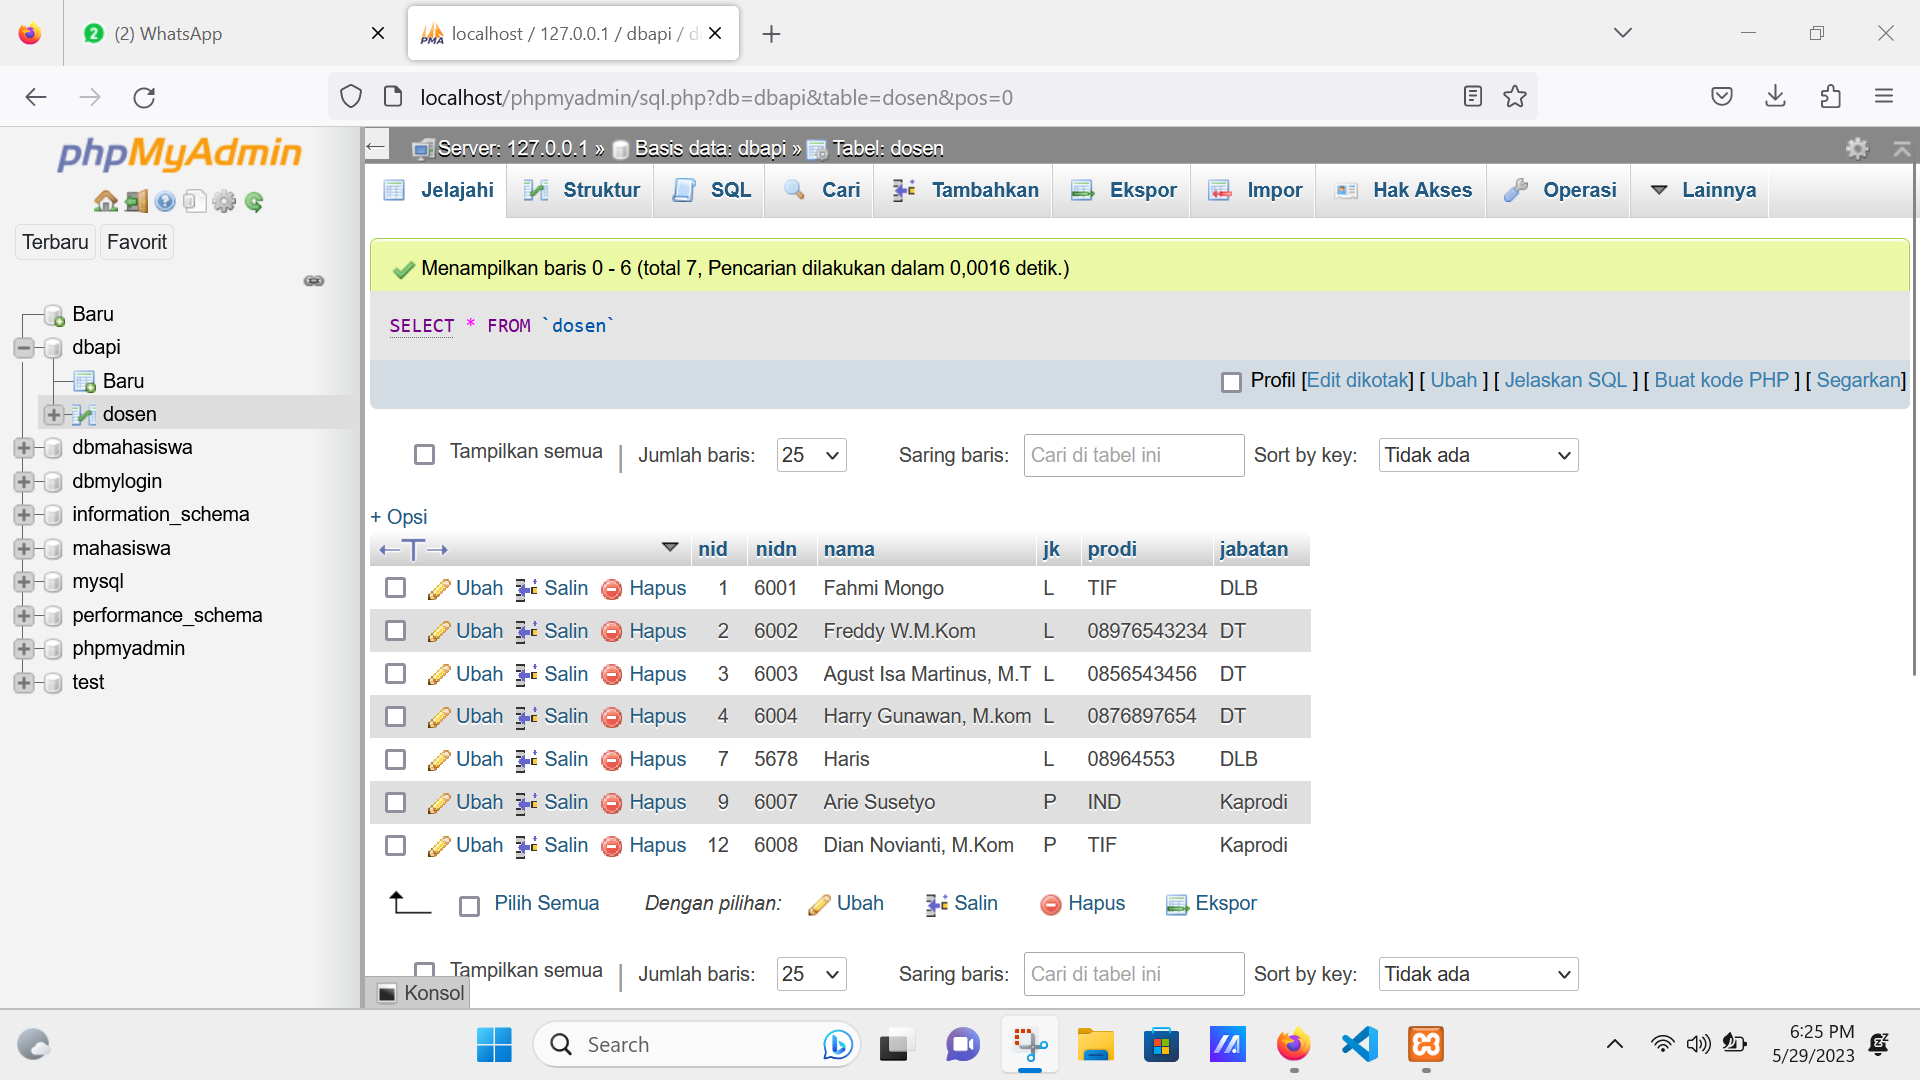 2 (2) WhatsApp
PMA localhost / 127.0.0.1 / dbapi / d
localhost/phpmyadmin/sql.php?db=dbapi&table=dosen&pos=0
phpMyAdmin
Terbaru Favorit
Baru
dbapi
Baru
dosen
dbmahasiswa
dbmylogin
information_schema
mahasiswa
mysql
performance_schema
phpmyadmin
test
Server: 127.0.0.1 » Basis data: dbapi » Tabel: dosen
Jelajahi Struktur SQL Cari Tambahkan Ekspor Impor Hak Akses Operasi Lainnya
Menampilkan baris 0 - 6 (total 7, Pencarian dilakukan dalam 0,0016 detik.)
SELECT * FROM `dosen`
Profil [Edit dikotak] [ Ubah ] [ Jelaskan SQL ] [ Buat kode PHP ] [ Segarkan]
Tampilkan semua | Jumlah baris: 25 Saring baris: Cari di tabel ini Sort by key: Tidak ada
+ Opsi
←T→ nid nidn nama jk prodi jabatan
Ubah Salin Hapus 1 6001 Fahmi Mongo L TIF DLB
Ubah Salin Hapus 2 6002 Freddy W.M.Kom L 08976543234 DT
Ubah Salin Hapus 3 6003 Agust Isa Martinus, M.T L 0856543456 DT
Ubah Salin Hapus 4 6004 Harry Gunawan, M.kom L 0876897654 DT
Ubah Salin Hapus 7 5678 Haris L 08964553 DLB
Ubah Salin Hapus 9 6007 Arie Susetyo P IND Kaprodi
Ubah Salin Hapus 12 6008 Dian Novianti, M.Kom P TIF Kaprodi
Pilih Semua Dengan pilihan: Ubah Salin Hapus Ekspor
Tampilkan semua | Jumlah baris: 25 Saring baris: Cari di tabel ini Sort by key: Tidak ada
Konsol
Search
6:25 PM
5/29/2023